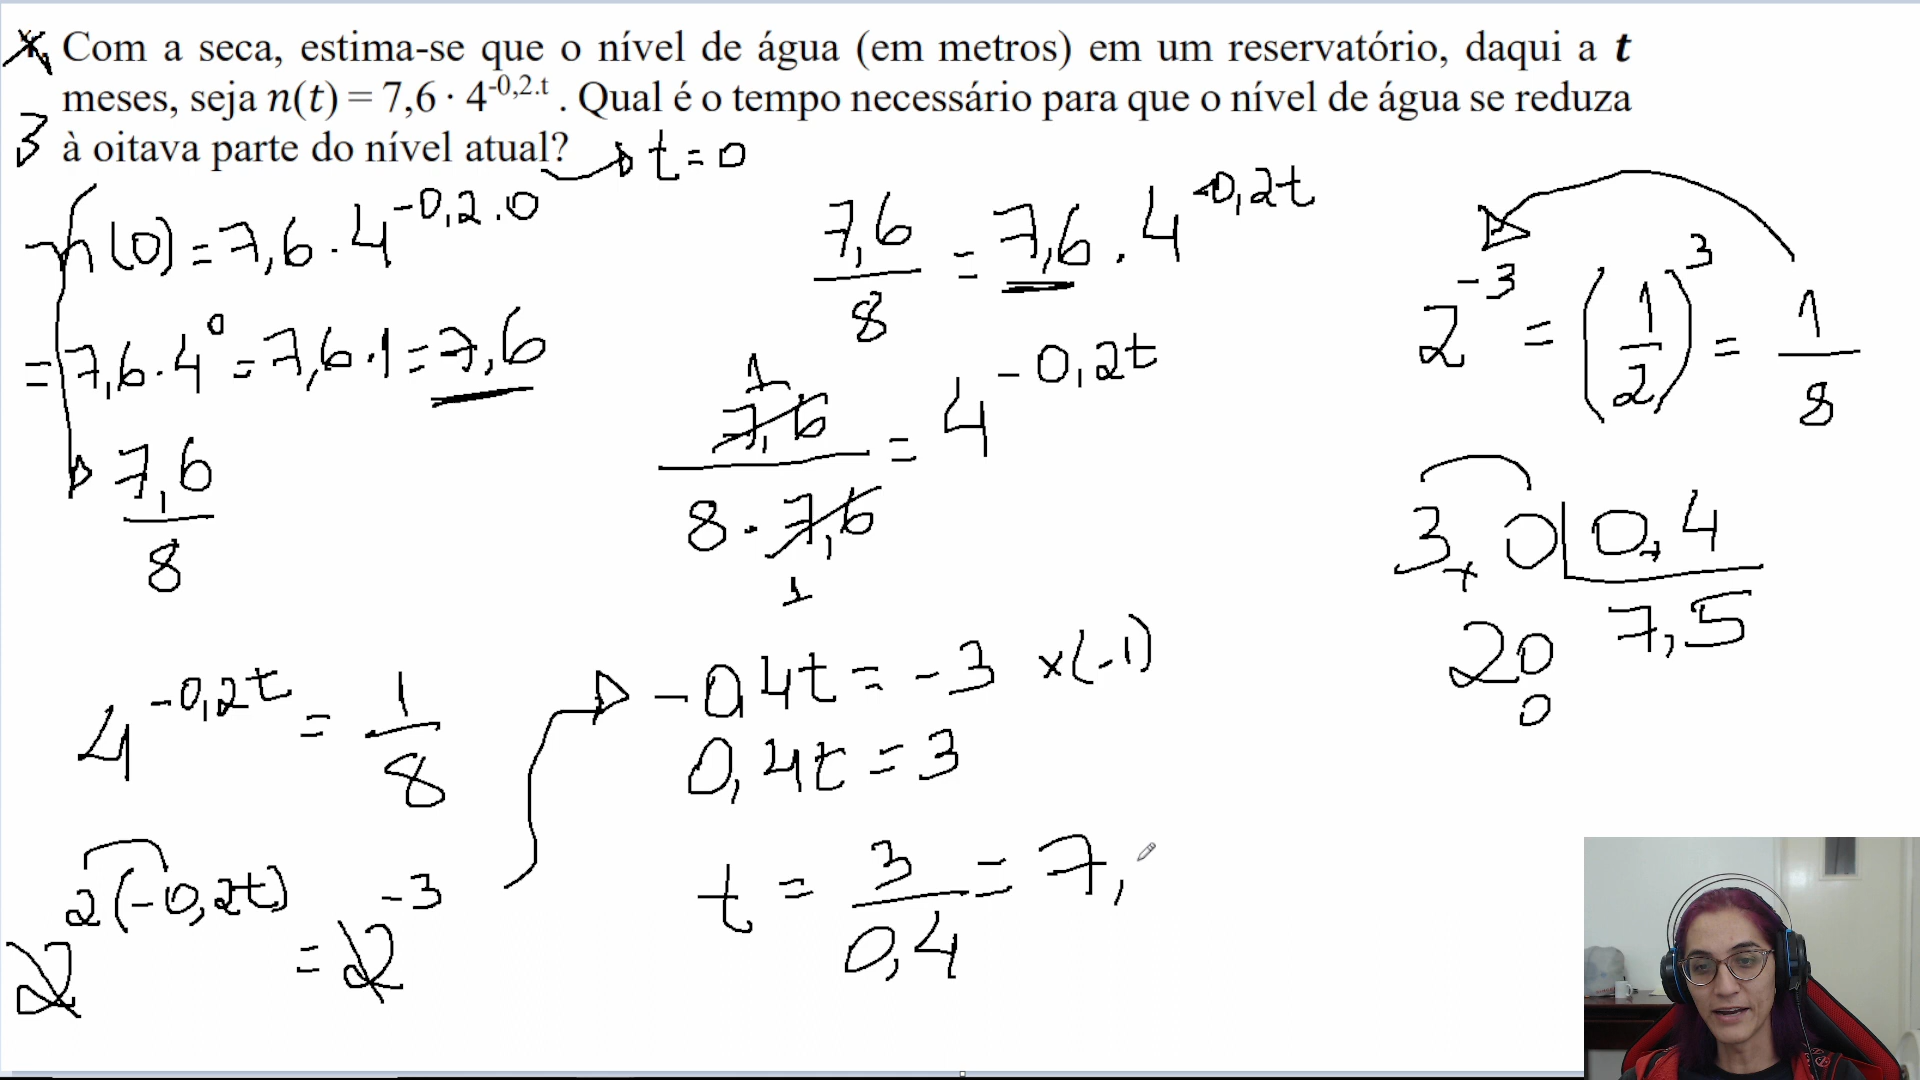 Com a seca, estima-se que o nível de água (em metros) em um reservatório, daqui a t
meses, seja n(t) = 7,6 · 4^-0,2.t . Qual é o tempo necessário para que o nível de água se reduza
3 à oitava parte do nível atual? → t = 0
n(0) = 7,6 · 4^-0,2.0
= 7,6 · 4^0 = 7,6 · 1 = 7,6
7,6/8
7,6/8 = 7,6 · 4^-0,2t
1
7,6/8 · 7,6 = 4^-0,2t
1
4^-0,2t = 1/8
2^2(-0,2t) = 2^-3
-0,4t = -3 x(-1)
0,4t = 3
t = 3/0,4 = 7,
2^-3 = (1/2)^3 = 1/8
3,0 | 0,4
20 7,5
0